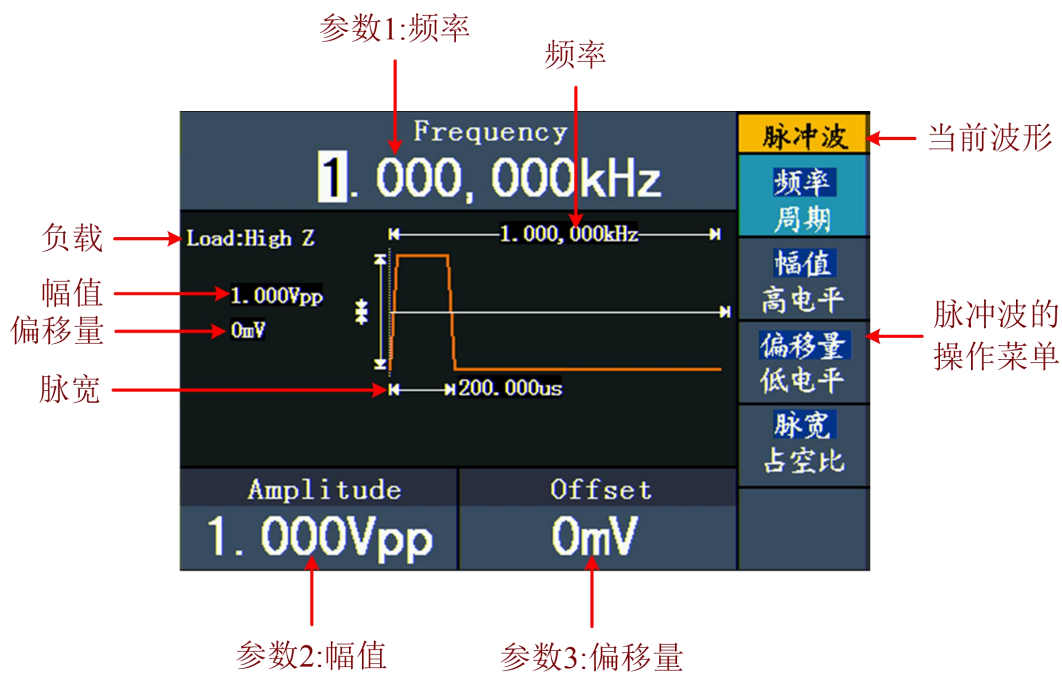 参数1:频率
频率
Frequency
1.000,000kHz
脉冲波
当前波形
频率
周期
负载
Load:High Z
1.000,000kHz
幅值
1.000Vpp
幅值
高电平
偏移量
0mV
偏移量
低电平
脉冲波的
操作菜单
脉宽
200.000us
脉宽
占空比
Amplitude
Offset
1.000Vpp
0mV
参数2:幅值
参数3:偏移量